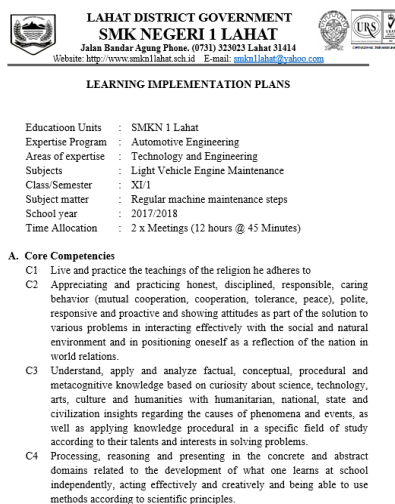 LAHAT DISTRICT GOVERNMENT
SMK NEGERI 1 LAHAT
Jalan Bandar Agung Phone. (0731) 323023 Lahat 31414
Website: http://www.smkn1lahat.sch.id E-mail: smkn1lahat@yahoo.com
URS
LEARNING IMPLEMENTATION PLANS
Educatioon Units : SMKN 1 Lahat
Expertise Program : Automotive Engineering
Areas of expertise : Technology and Engineering
Subjects : Light Vehicle Engine Maintenance
Class/Semester : XI/1
Subject matter : Regular machine maintenance steps
School year : 2017/2018
Time Allocation : 2 x Meetings (12 hours @ 45 Minutes)
A. Core Competencies
C1 Live and practice the teachings of the religion he adheres to
C2 Appreciating and practicing honest, disciplined, responsible, caring
behavior (mutual cooperation, cooperation, tolerance, peace), polite,
responsive and proactive and showing attitudes as part of the solution to
various problems in interacting effectively with the social and natural
environment and in positioning oneself as a reflection of the nation in
world relations.
C3 Understand, apply and analyze factual, conceptual, procedural and
metacognitive knowledge based on curiosity about science, technology,
arts, culture and humanities with humanitarian, national, state and
civilization insights regarding the causes of phenomena and events, as
well as applying knowledge procedural in a specific field of study
according to their talents and interests in solving problems.
C4 Processing, reasoning and presenting in the concrete and abstract
domains related to the development of what one learns at school
independently, acting effectively and creatively and being able to use
methods according to scientific principles.